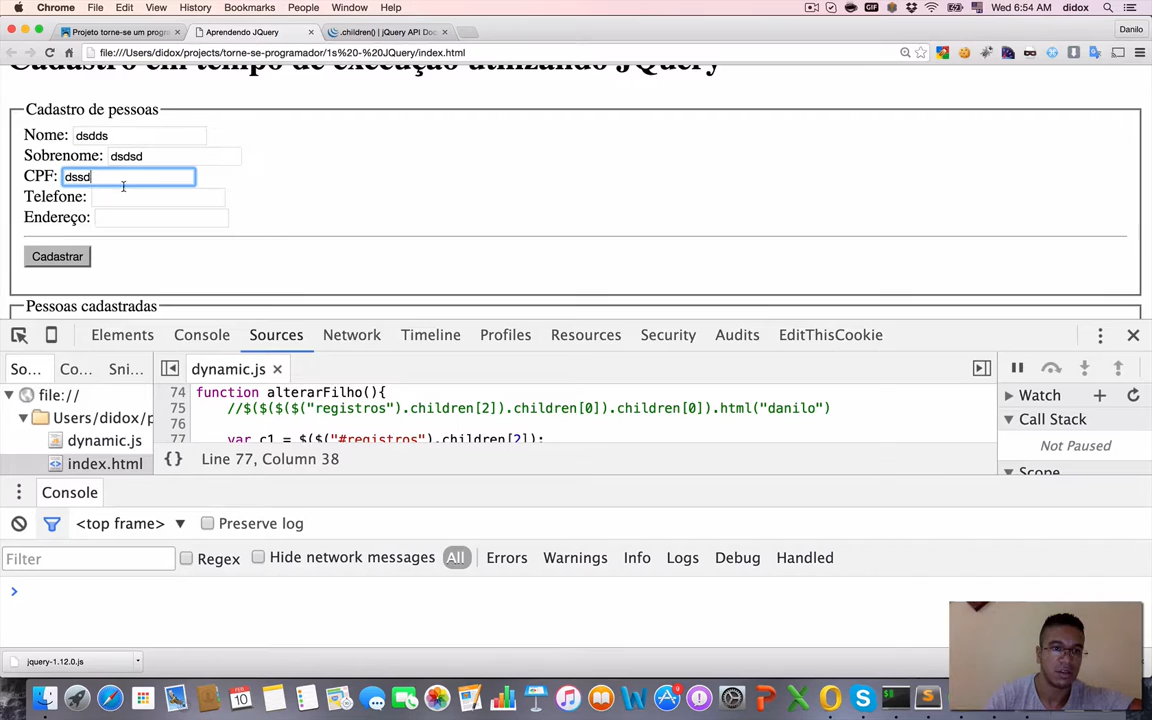 Chrome File Edit View History Bookmarks People Window Help GIF Wed 6:54 AM didox
Projeto torne-se um progra Aprendendo JQuery .children() | jQuery API Doc Danilo
file:///Users/didox/projects/torne-se-programador/1s%20-%20JQuery/index.html
Cadastro em tempo de execução utilizando JQuery
Cadastro de pessoas
Nome: dsdds
Sobrenome: dsdsd
CPF: dssd
Telefone:
Endereço:
Cadastrar
Pessoas cadastradas
Elements Console Sources Network Timeline Profiles Resources Security Audits EditThisCookie
So... Co... Sni... dynamic.js
file://
Users/didox/p
dynamic.js
index.html
74 function alterarFilho(){
75 //$($($($("registros").children[2]).children[0]).children[0]).html("danilo")
76
77 var c1 = $($("#registros").children[2]);
{} Line 77, Column 38
Watch
Call Stack
Not Paused
Scope
Console
<top frame> Preserve log
Filter Regex Hide network messages All Errors Warnings Info Logs Debug Handled
jquery-1.12.0.js